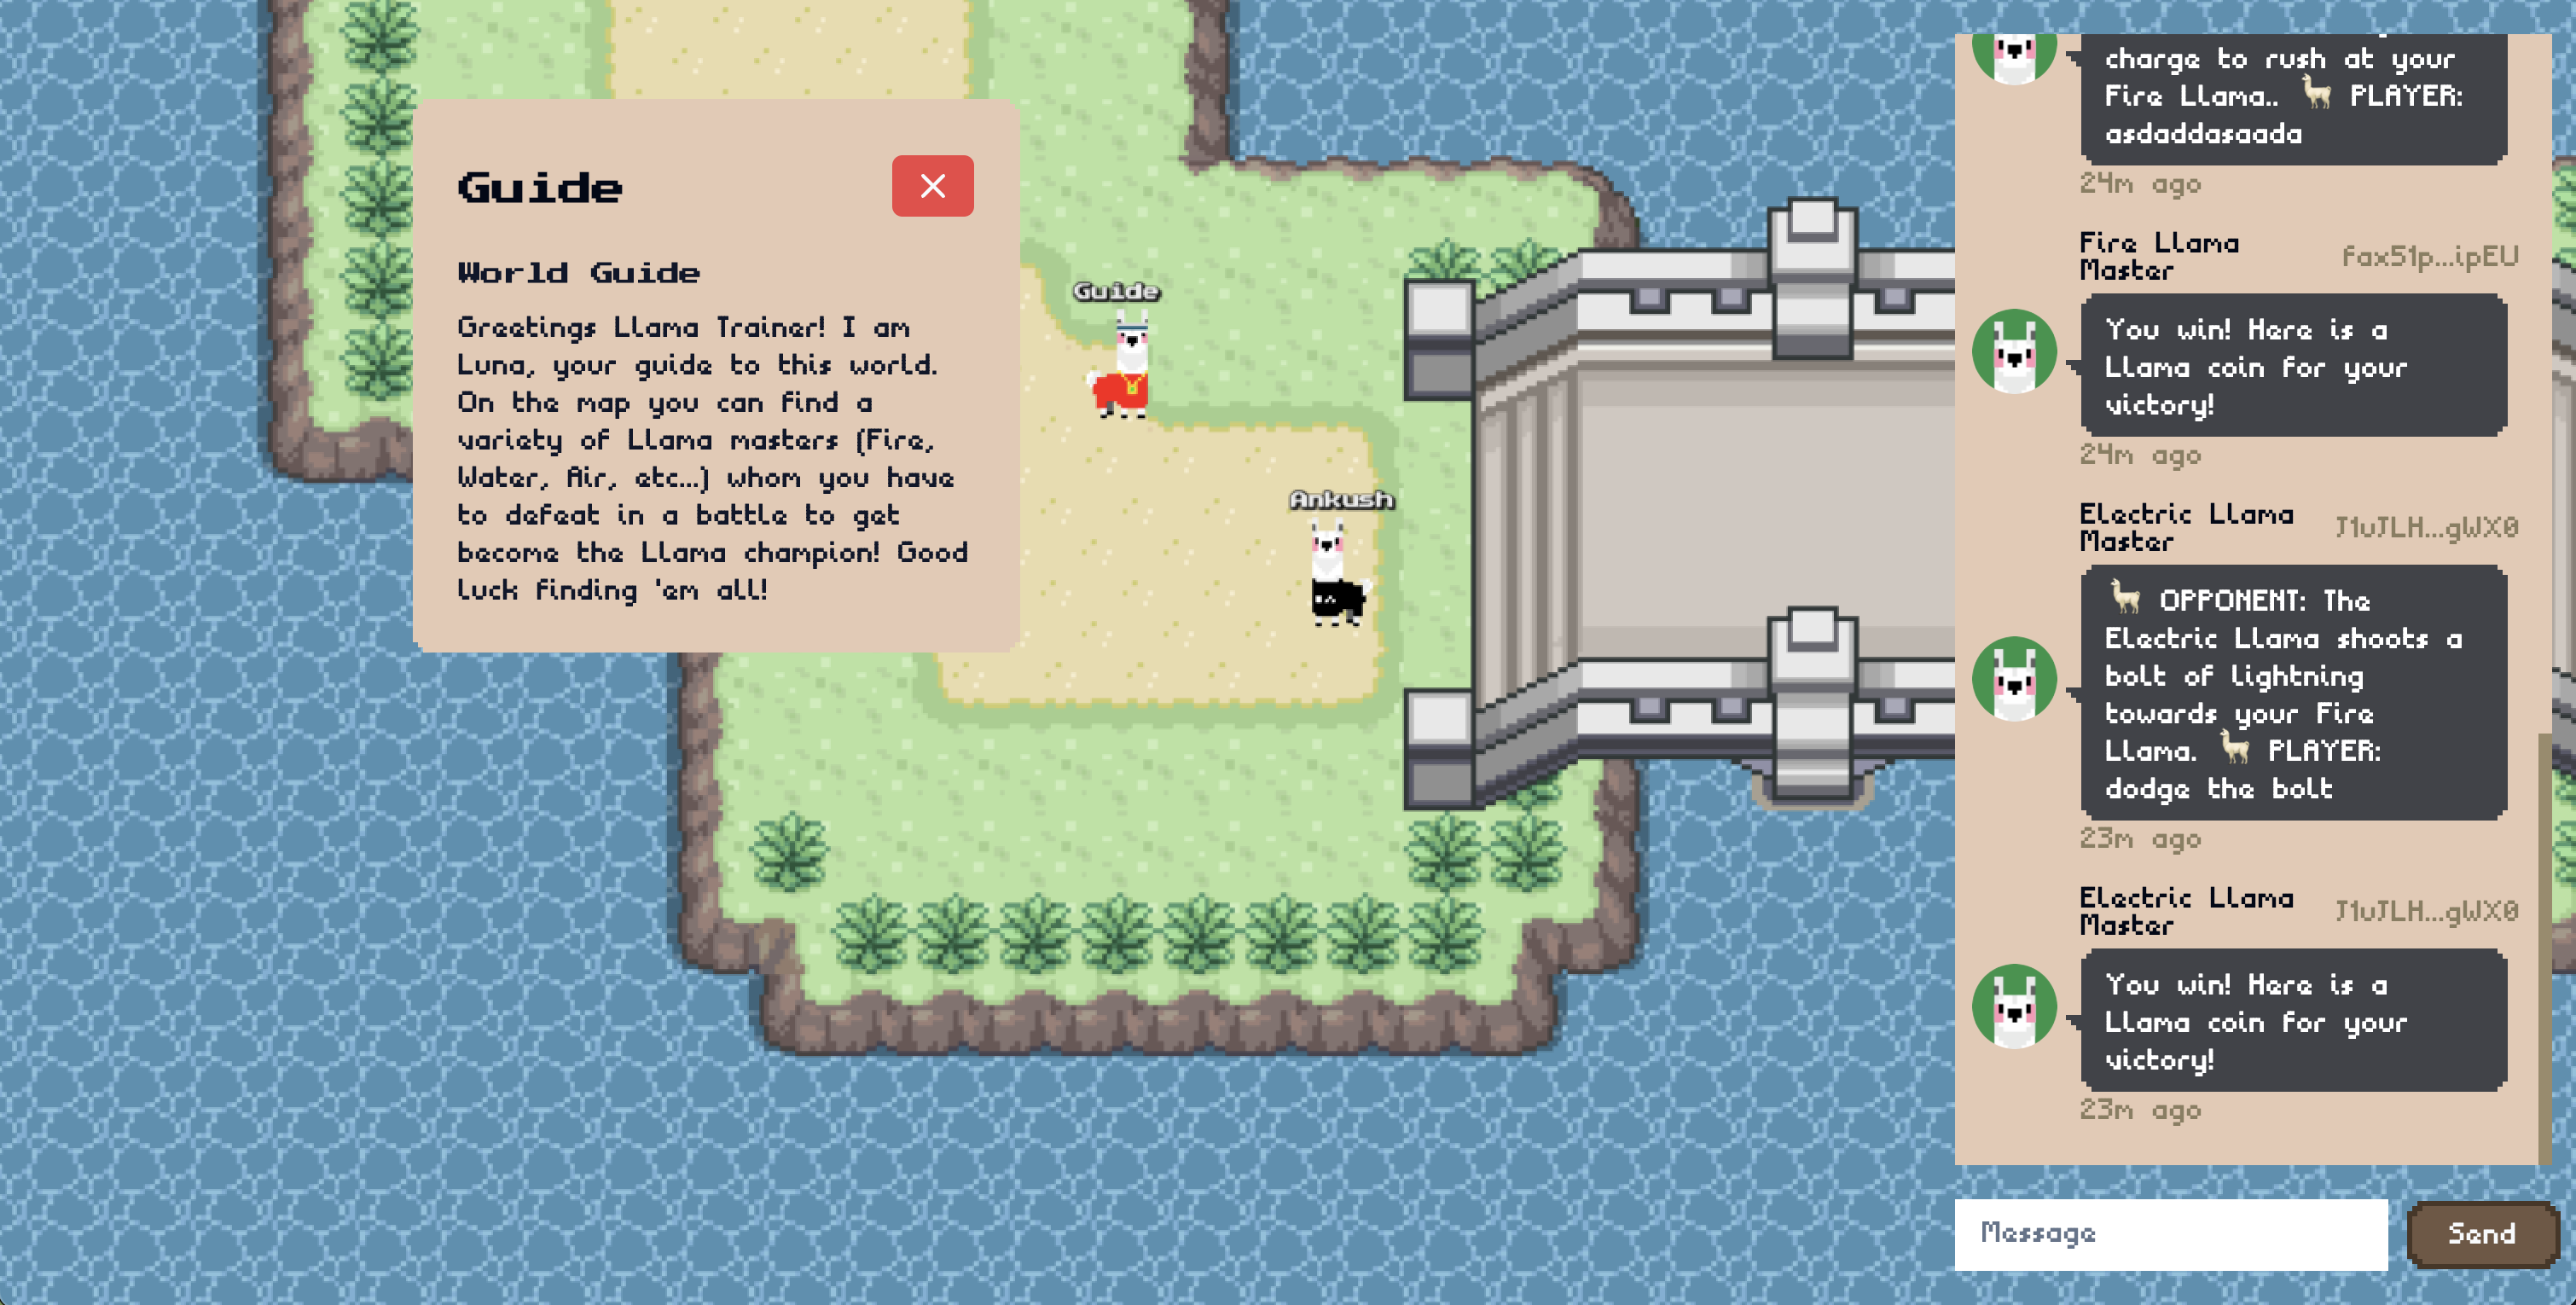 Guide
World Guide
Greetings Llama Trainer! I am
Luna, your guide to this world.
On the map you can find a
variety of Llama masters (Fire,
Water, Air, etc...) whom you have
to defeat in a battle to get
become the Llama champion! Good
luck finding 'em all!
Guide
Ankush
charge to rush at your
Fire Llama.. 🦙 PLAYER:
asdaddasaada
24m ago
Fire Llama
Master
fax51p...ipEU
You win! Here is a
Llama coin for your
victory!
24m ago
Electric Llama
Master
J1uJLH...gWX0
🦙 OPPONENT: The
Electric Llama shoots a
bolt of lightning
towards your Fire
Llama. 🦙 PLAYER:
dodge the bolt
23m ago
Electric Llama
Master
J1uJLH...gWX0
You win! Here is a
Llama coin for your
victory!
23m ago
Message
Send